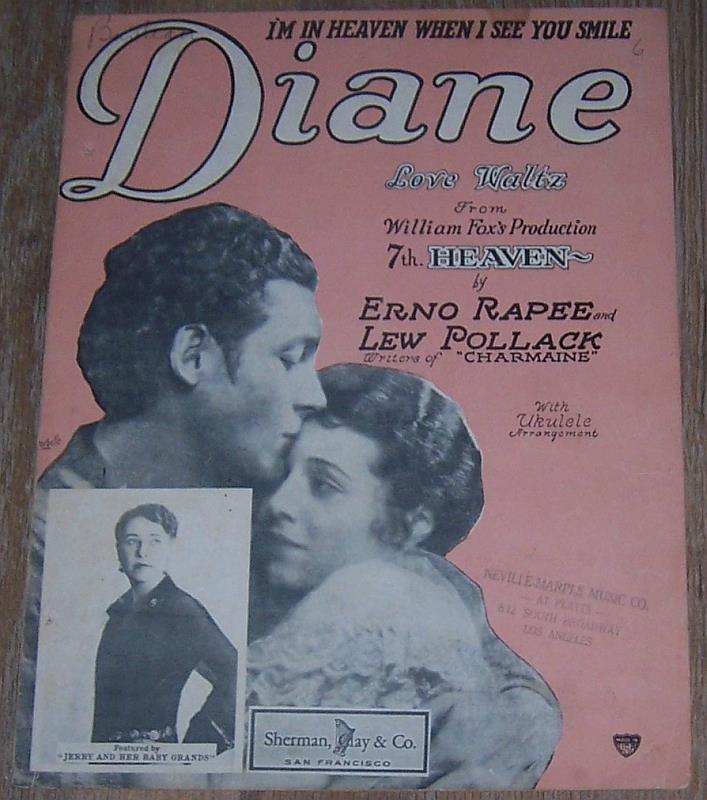 I'M IN HEAVEN WHEN I SEE YOU SMILE
6
Diane
Love Waltz
From
William Fox's Production
7th. HEAVEN~
by
ERNO RAPEE and
LEW POLLACK
Writers of "CHARMAINE"
With
Ukulele
Arrangement
NEVILLE-MARPLE MUSIC CO.
— AT PLATTS —
832 SOUTH BROADWAY
LOS ANGELES
Featured by
"JERRY AND HER BABY GRANDS"
Sherman, Clay & Co.
SAN FRANCISCO